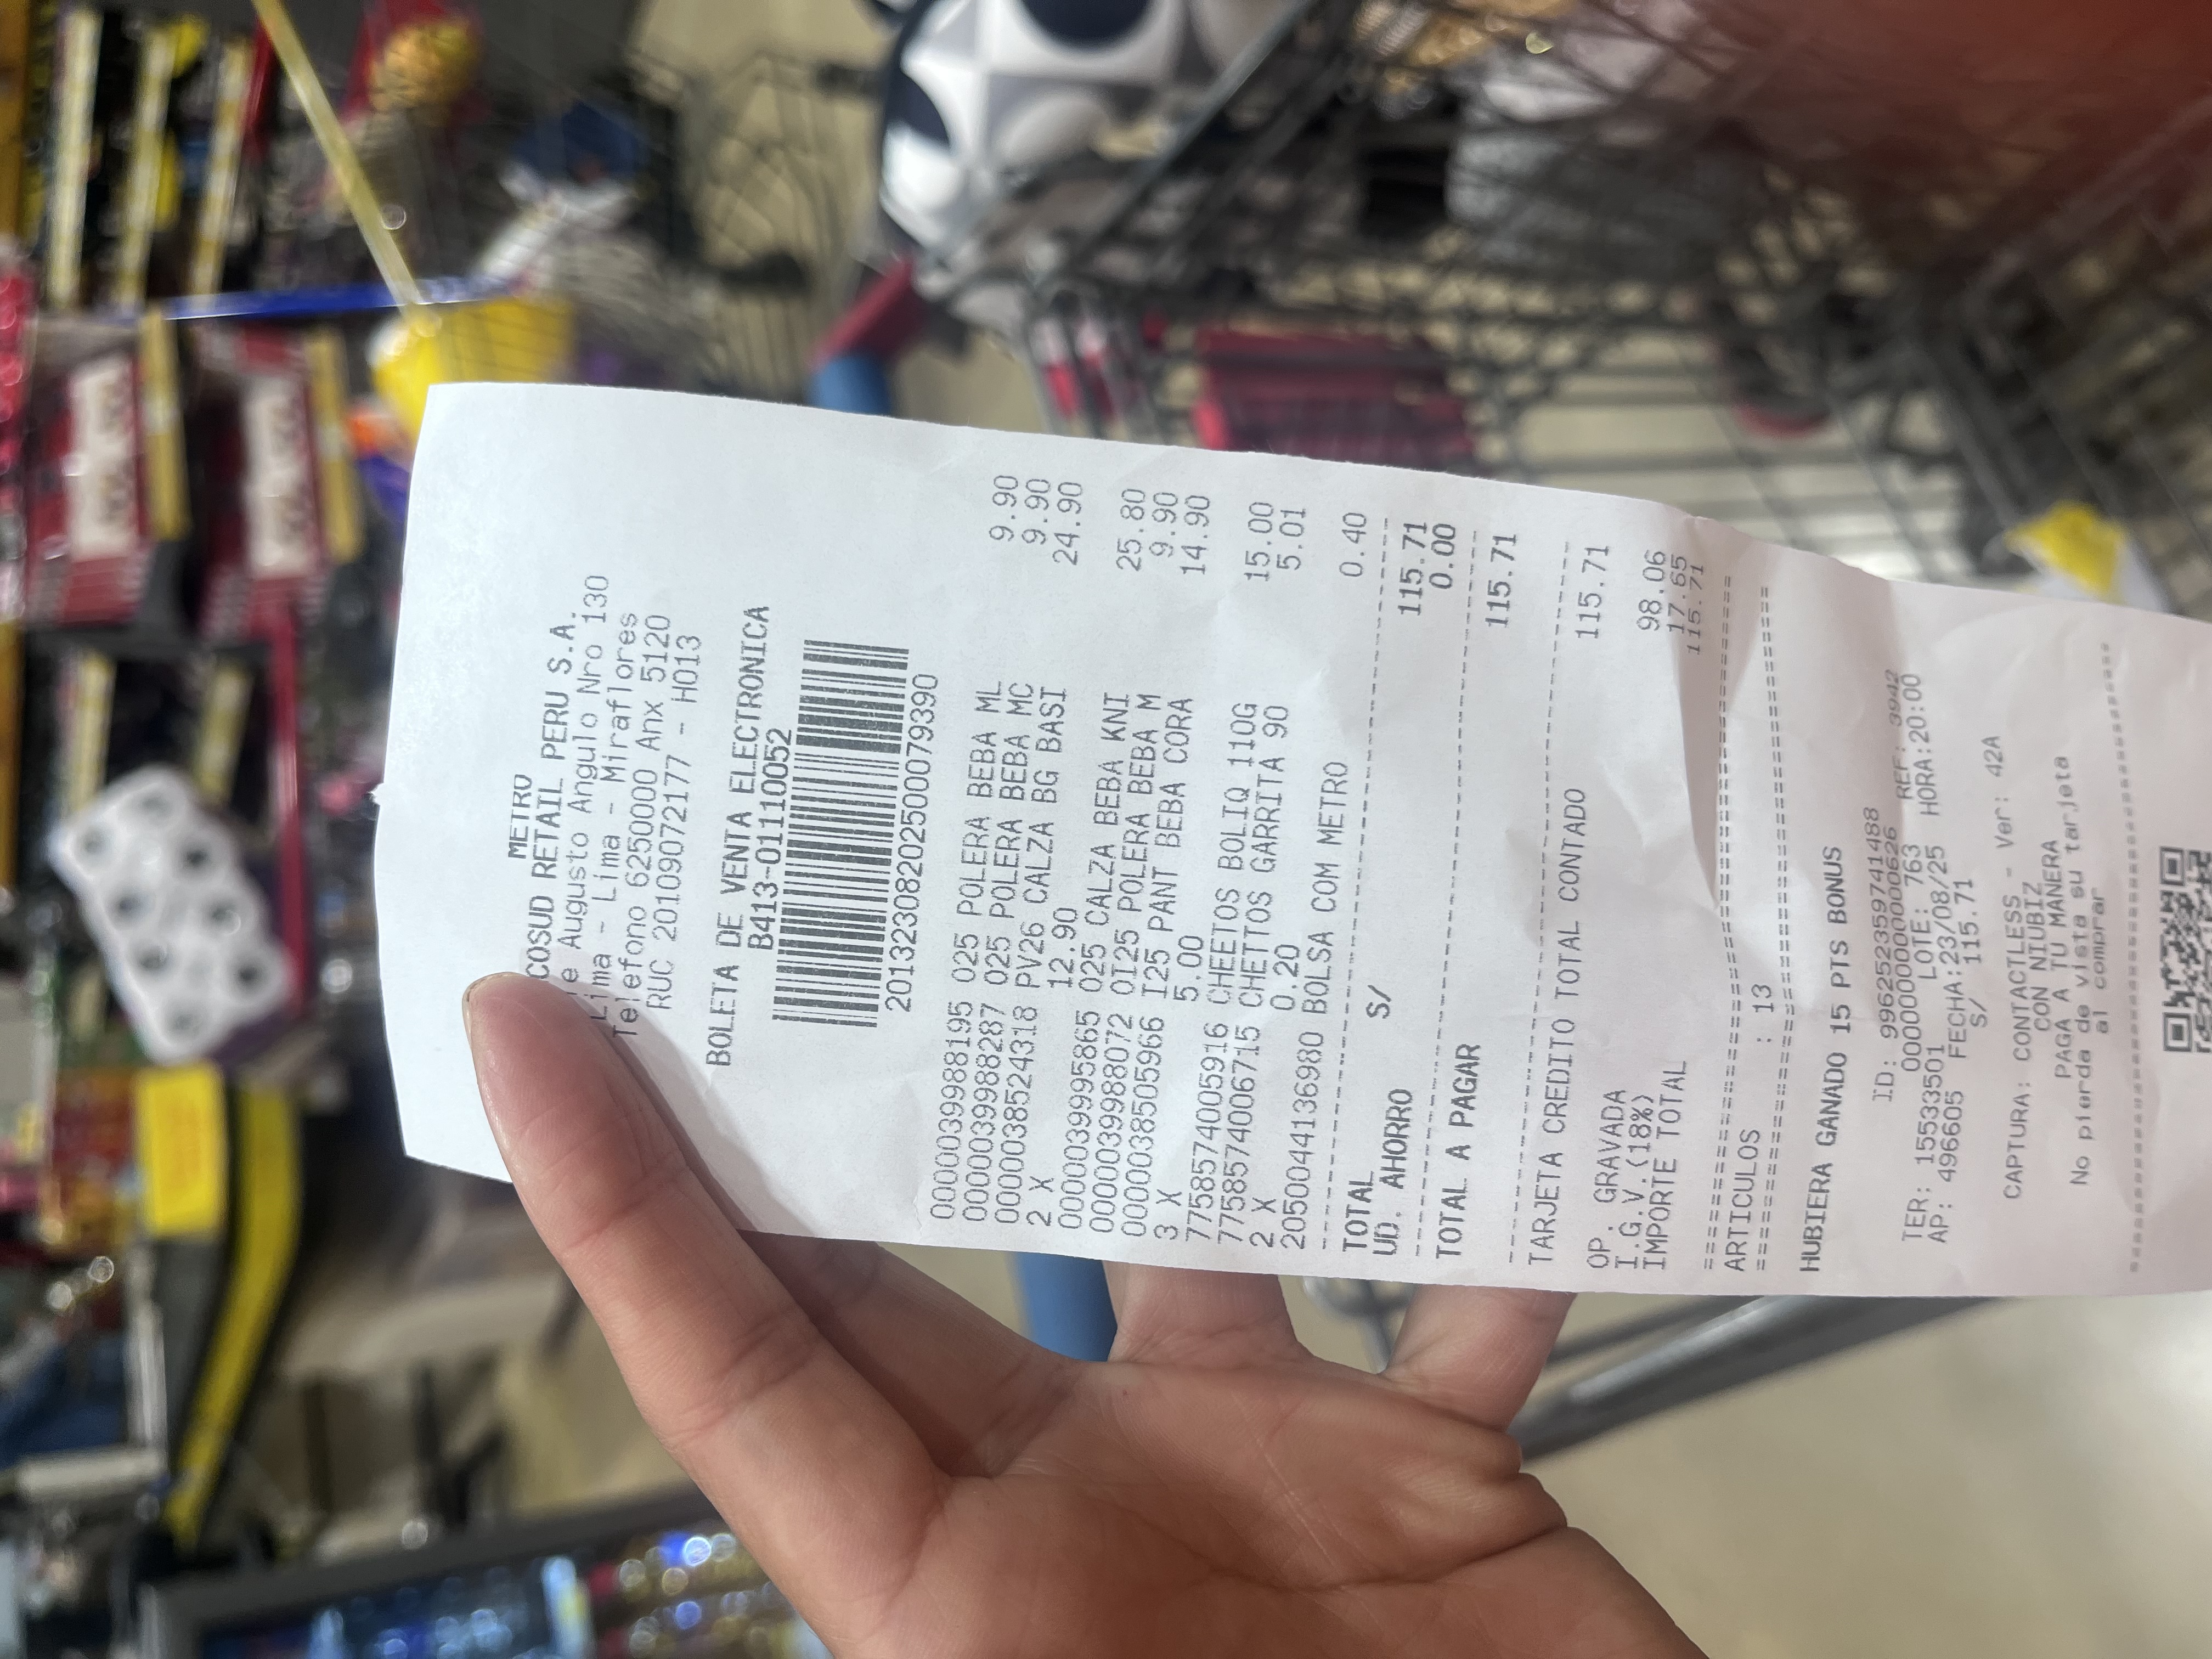 METRO
COSUD RETAIL PERU S.A.
e Augusto Angulo Nro 130
Lima - Lima - Miraflores
Telefono 6250000 Anx 5120
RUC 20109072177 - H013
BOLETA DE VENTA ELECTRONICA
B413-01110052
20132308202500079390
0000039988195 O25 POLERA BEBA ML 9.90
0000039988287 O25 POLERA BEBA MC 9.90
0000038524318 PV26 CALZA BG BASI 24.90
2 X 12.90
0000039995865 O25 CALZA BEBA KNI 25.80
0000039988072 OI25 POLERA BEBA M 9.90
0000038505966 I25 PANT BEBA CORA 14.90
3 X 5.00
7758574005916 CHEETOS BOLIQ 110G 15.00
7758574006715 CHETTOS GARRITA 90 5.01
2 X 0.20
2050044136980 BOLSA COM METRO 0.40
TOTAL S/ 115.71
UD. AHORRO 0.00
TOTAL A PAGAR 115.71
TARJETA CREDITO TOTAL CONTADO 115.71
OP. GRAVADA 98.06
I.G.V.(18%) 17.65
IMPORTE TOTAL 115.71
ARTICULOS : 13
HUBIERA GANADO 15 PTS BONUS
ID: 996252359741488
0000000000000626
TER: 15533501 LOTE: 763 REF: 3942
AP: 496605 FECHA:23/08/25 HORA:20:00
S/ 115.71
CAPTURA: CONTACTLESS - Ver: 42A
CON NIUBIZ
PAGA A TU MANERA
No pierda de vista su tarjeta
al comprar